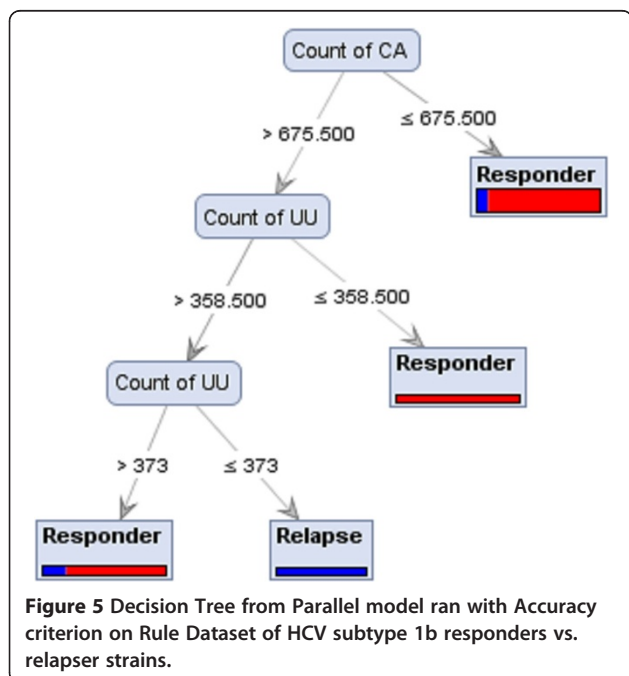 Count of CA
> 675.500
≤ 675.500
Responder
Count of UU
> 358.500
≤ 358.500
Responder
Count of UU
> 373
≤ 373
Responder
Relapse
Figure 5 Decision Tree from Parallel model ran with Accuracy
criterion on Rule Dataset of HCV subtype 1b responders vs.
relapser strains.